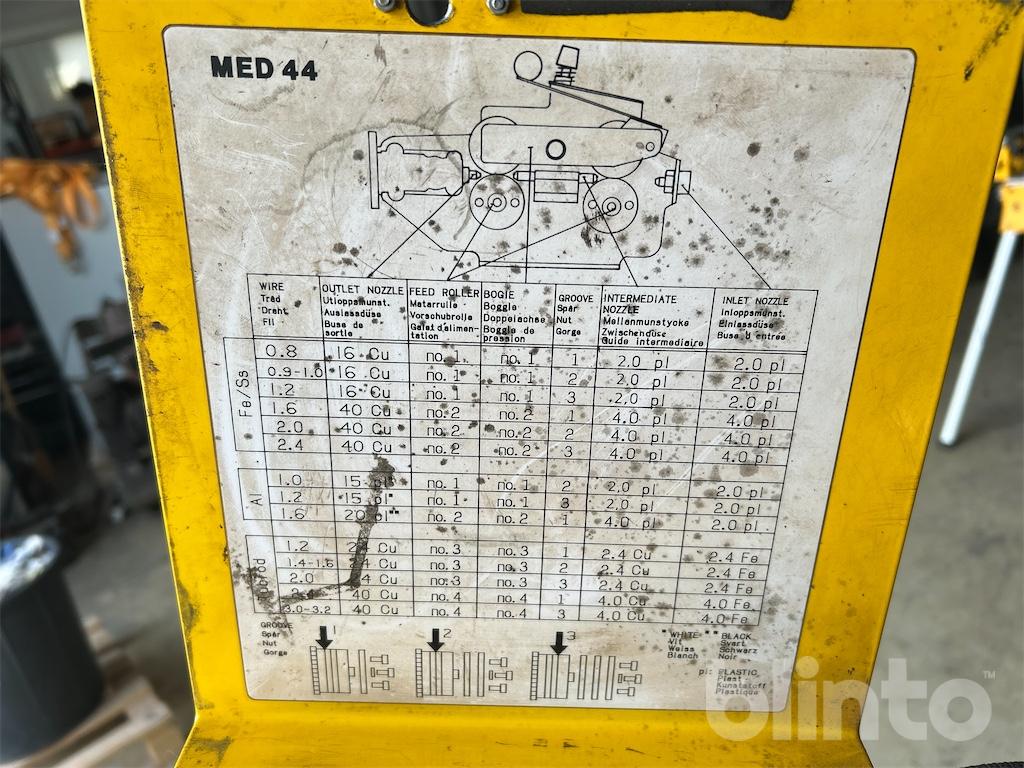 MED 44
WIRE OUTLET NOZZLE FEED ROLLER BOGIE GROOVE INTERMEDIATE INLET NOZZLE
Tråd Utloppsmunst. Matarrulle Boggie Spår NOZZLE Inloppsmunst.
Draht Auslassdüse Vorschubrolle Doppelachse Nut Mellanmunstycke Einlassdüse
Fil Buse de sortie Galet d'alimentation Boggie de pression Gorge Zwischendüse Guide intermediaire Buse d'entrée
Fe/Ss
0.8 16 Cu no. 1 no. 1 1 2.0 pl 2.0 pl
0.9-1.0 16 Cu no. 1 no. 1 2 2.0 pl 2.0 pl
1.2 16 Cu no. 1 no. 1 3 2.0 pl 2.0 pl
1.6 40 Cu no. 2 no. 2 1 4.0 pl 4.0 pl
2.0 40 Cu no. 2 no. 2 2 4.0 pl 4.0 pl
2.4 40 Cu no. 2 no. 2 3 4.0 pl 4.0 pl
Al
1.0 15 pl no. 1 no. 1 2 2.0 pl 2.0 pl
1.2 15 pl* no. 1 no. 1 3 2.0 pl 2.0 pl
1.6 20 pl** no. 2 no. 2 1 4.0 pl 2.0 pl
1.2 Cu no. 3 no. 3 1 2.4 Cu 2.4 Fe
1.4-1.6 Cu no. 3 no. 3 2 2.4 Cu 2.4 Fe
2.0 Cu no. 3 no. 3 3 2.4 Cu 2.4 Fe
40 Cu no. 4 no. 4 1 4.0 Cu 4.0 Fe
3.0-3.2 40 Cu no. 4 no. 4 3 4.0 Cu 4.0 Fe
GROOVE 1 2 3
Spår
Nut
Gorge
* WHITE ** BLACK
Vit Svart
Weiss Schwarz
Blanch Noir
pl: PLASTIC
Plast
Kunststoff
Plastique
blinto™